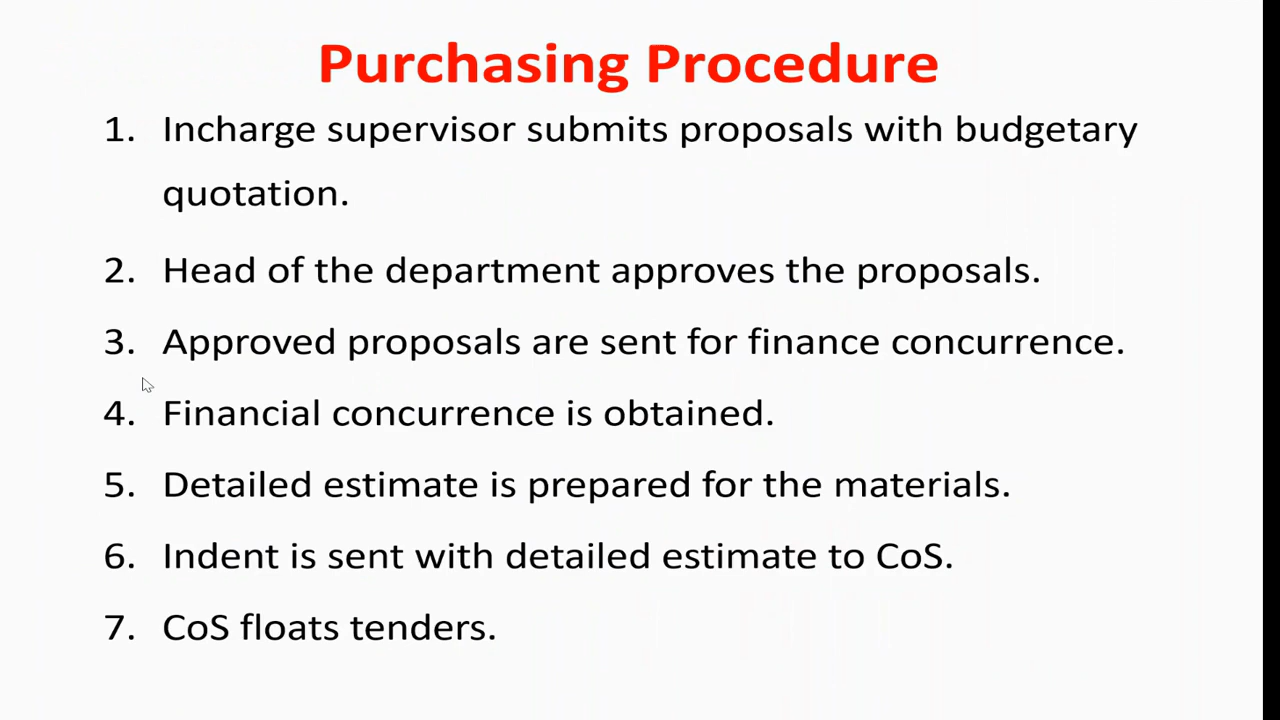 Purchasing Procedure
1. Incharge supervisor submits proposals with budgetary
quotation.
2. Head of the department approves the proposals.
3. Approved proposals are sent for finance concurrence.
4. Financial concurrence is obtained.
5. Detailed estimate is prepared for the materials.
6. Indent is sent with detailed estimate to CoS.
7. CoS floats tenders.